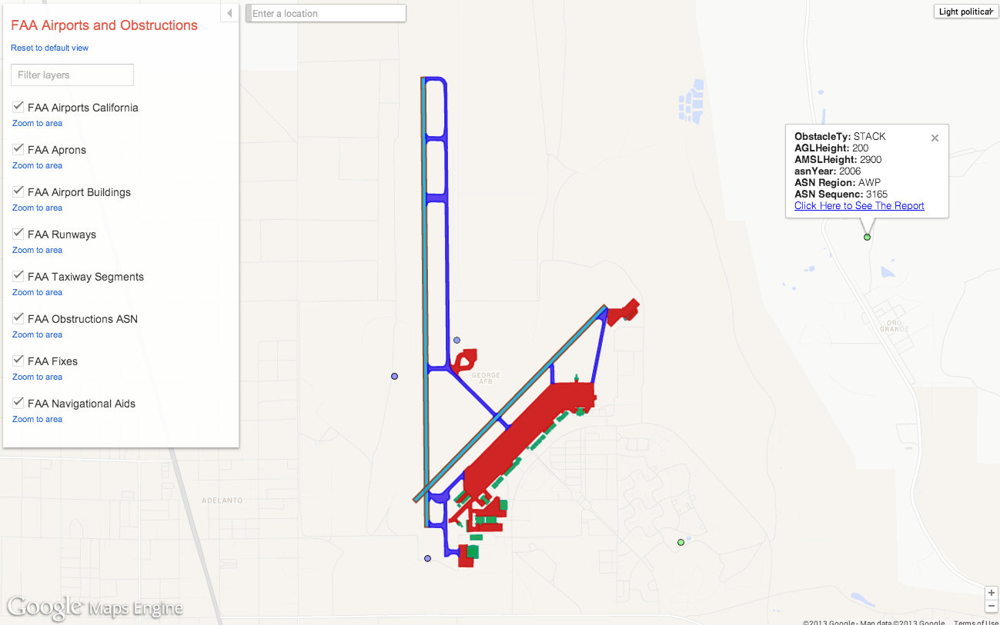 FAA Airports and Obstructions
Reset to default view
Filter layers
FAA Airports California
Zoom to area
FAA Aprons
Zoom to area
FAA Airport Buildings
Zoom to area
FAA Runways
Zoom to area
FAA Taxiway Segments
Zoom to area
FAA Obstructions ASN
Zoom to area
FAA Fixes
Zoom to area
FAA Navigational Aids
Zoom to area
Enter a location
Light political
ObstacleTy: STACK
AGLHeight: 200
AMSLHeight: 2900
asnYear: 2006
ASN Region: AWP
ASN Sequenc: 3165
Click Here to See The Report
ORO
GRANDE
GEORGE
AFB
ADELANTO
Google Maps Engine
+
−
©2013 Google - Map data ©2013 Google Terms of Use